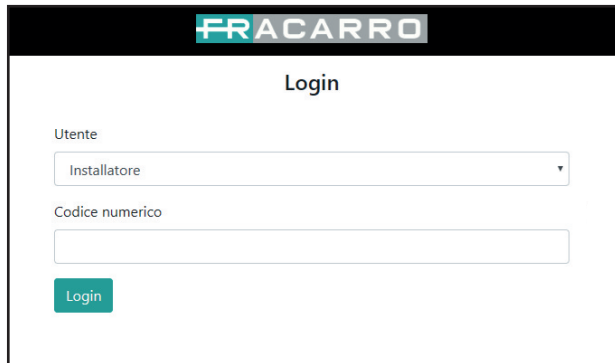 FRACARRO
Login
Utente
Installatore
Codice numerico
Login